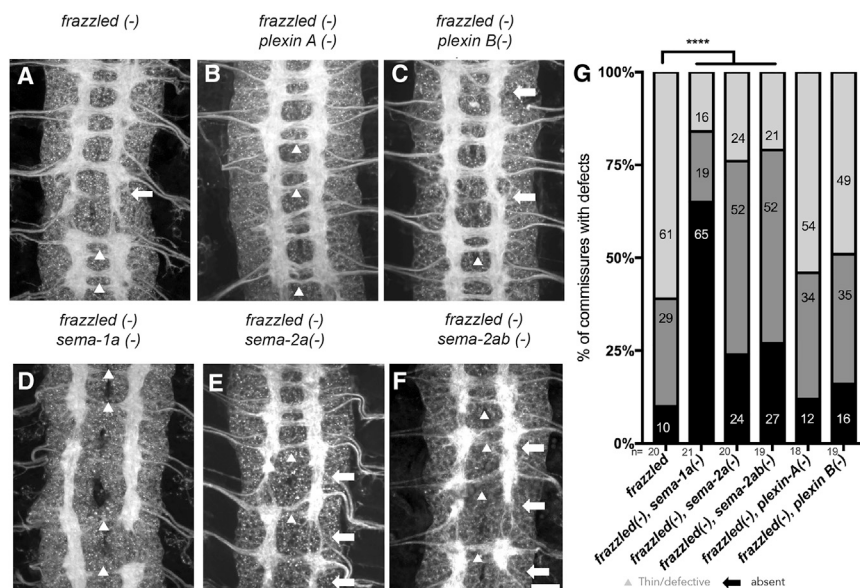 frazzled (-)
frazzled (-)
plexin A (-)
frazzled (-)
plexin B(-)
A
B
C
frazzled (-)
sema-1a(-)
frazzled (-)
sema-2a(-)
frazzled (-)
sema-2ab(-)
D
E
F
G
****
% of commissures with defects
100%
75%
50%
25%
0%
61
29
10
16
19
65
24
52
24
21
52
27
54
34
12
49
35
16
n= 20 21 20 19 18 19
frazzled
frazzled(-), sema-1a(-)
frazzled(-), sema-2a(-)
frazzled(-), sema-2ab(-)
frazzled(-), plexin-A(-)
frazzled(-), plexin B(-)
Thin/defective absent